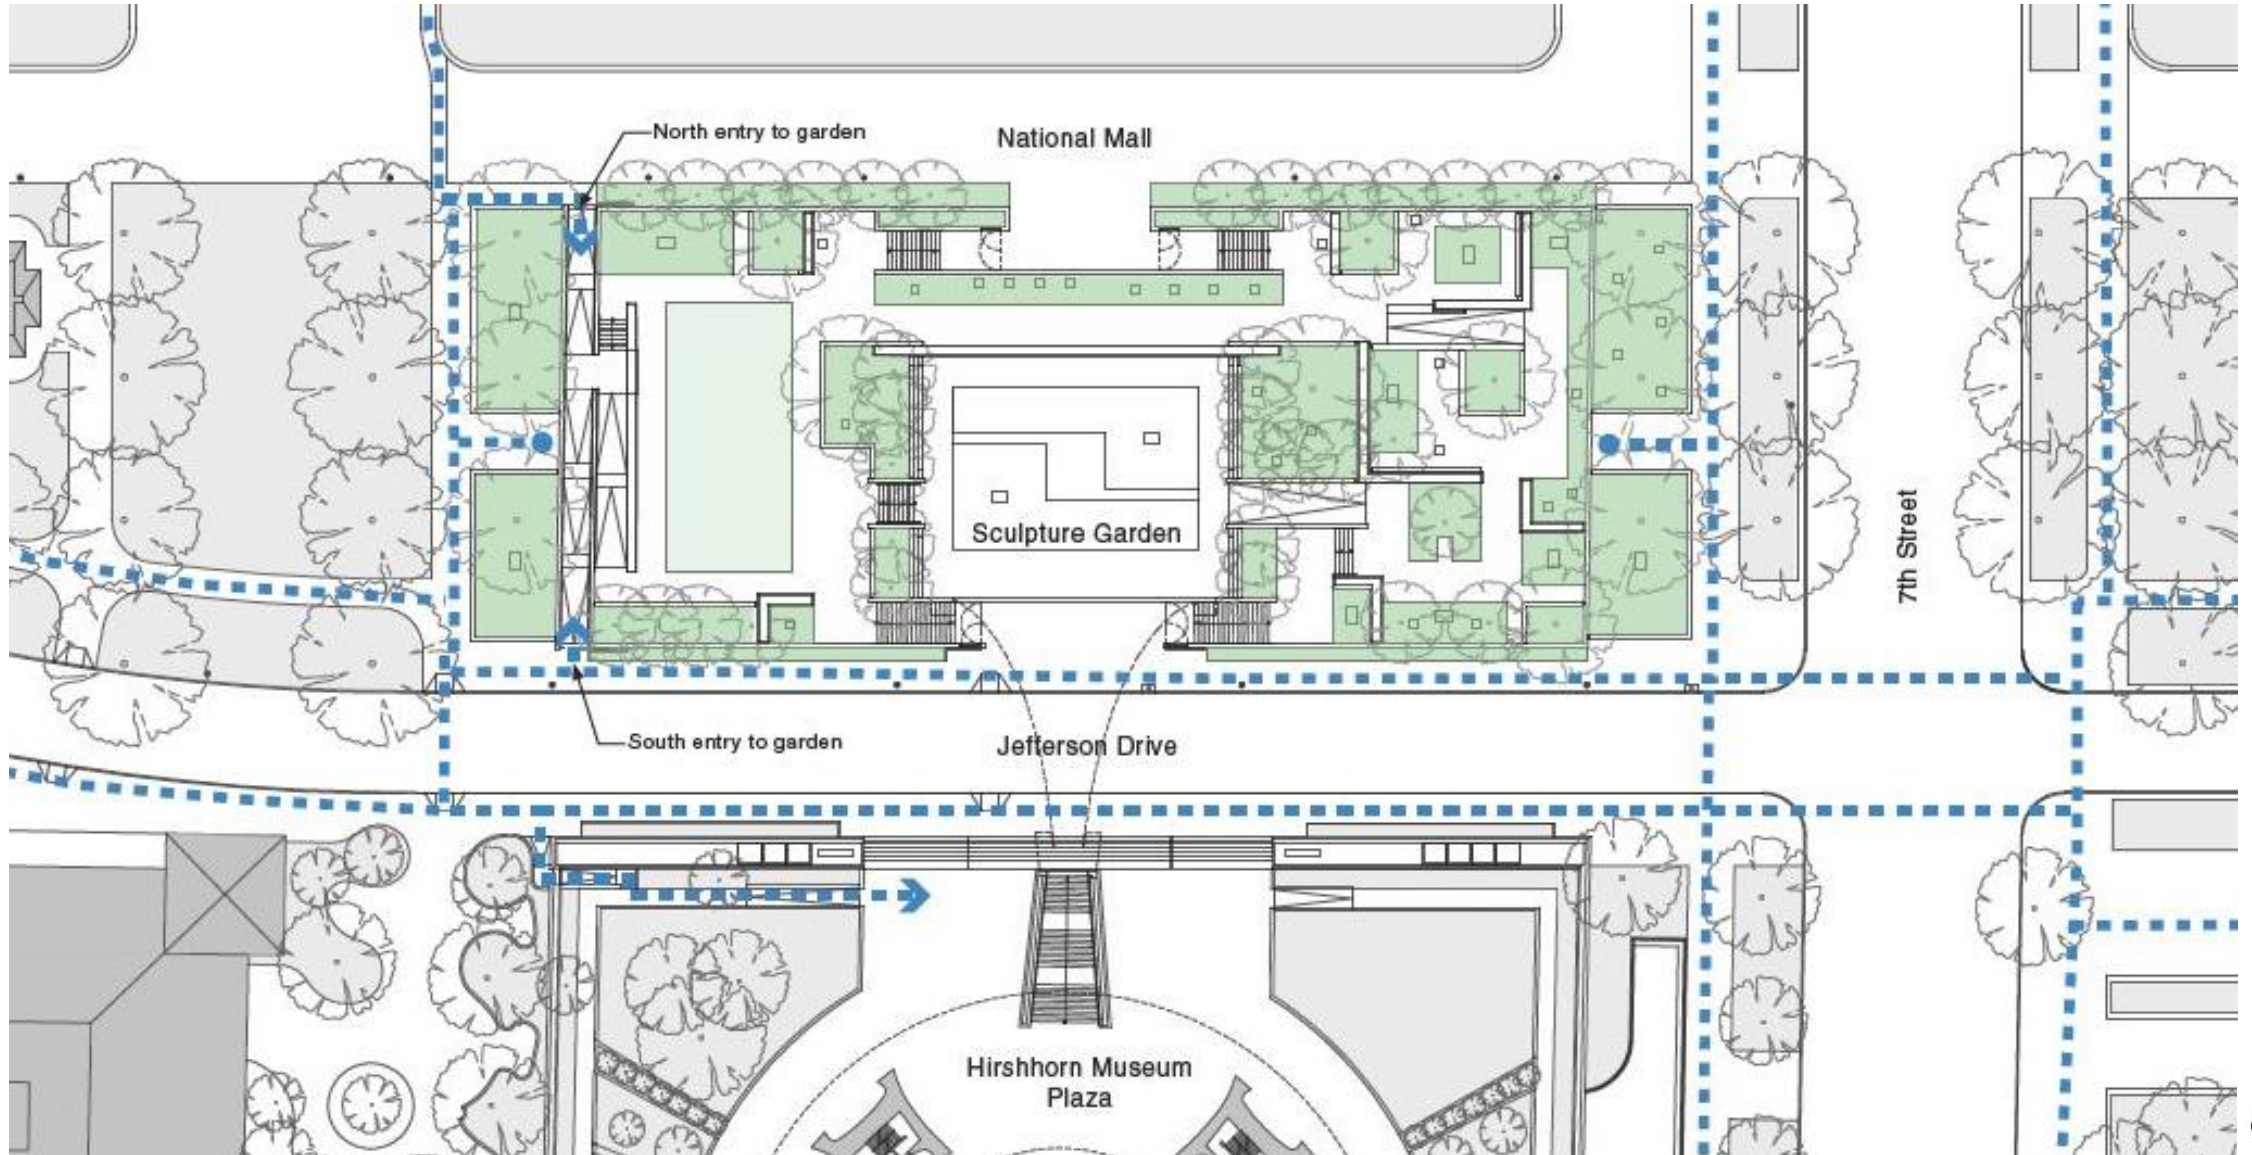 North entry to garden
National Mall
Sculpture Garden
7th Street
South entry to garden
Jefferson Drive
Hirshhorn Museum
Plaza